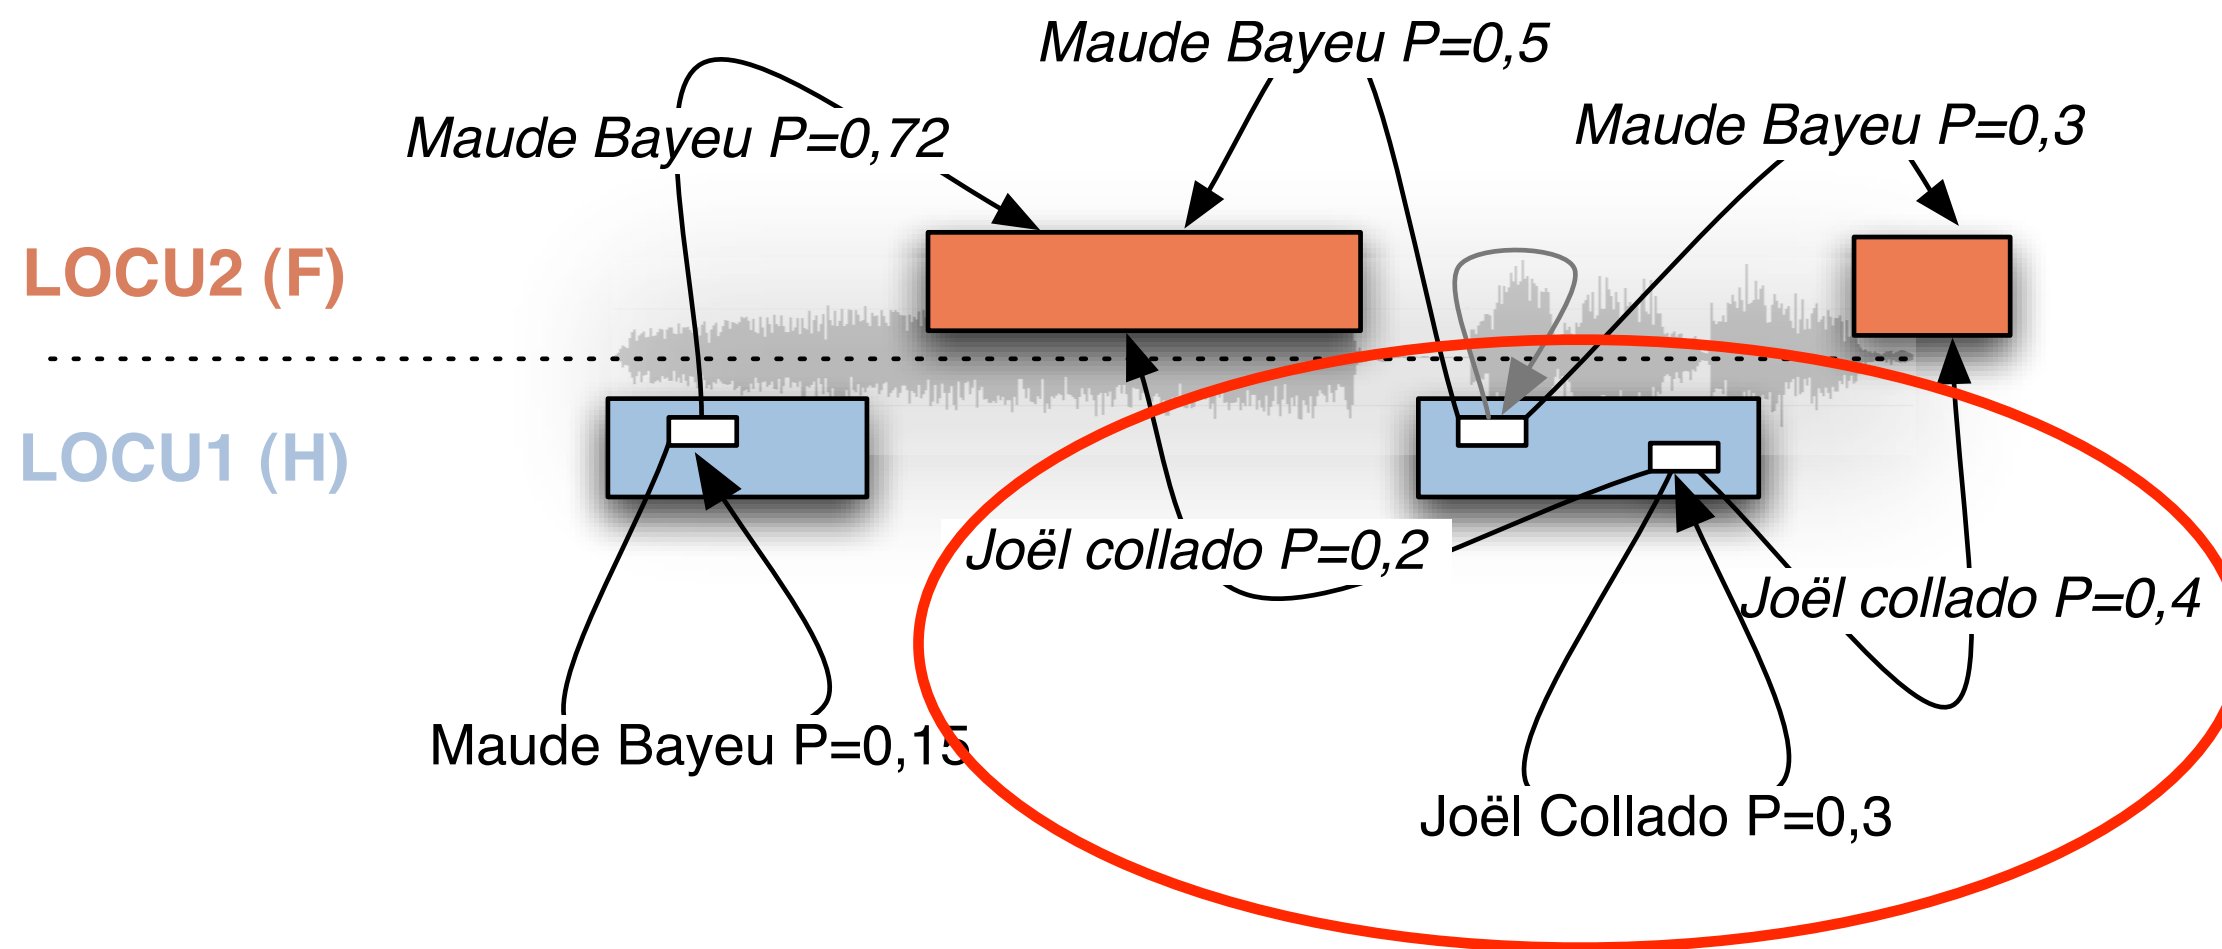 Maude Bayeu P=0,5
Maude Bayeu P=0,72
Maude Bayeu P=0,3
LOCU2 (F)
LOCU1 (H)
Joël collado P=0,2
Joël collado P=0,4
Maude Bayeu P=0,15
Joël Collado P=0,3